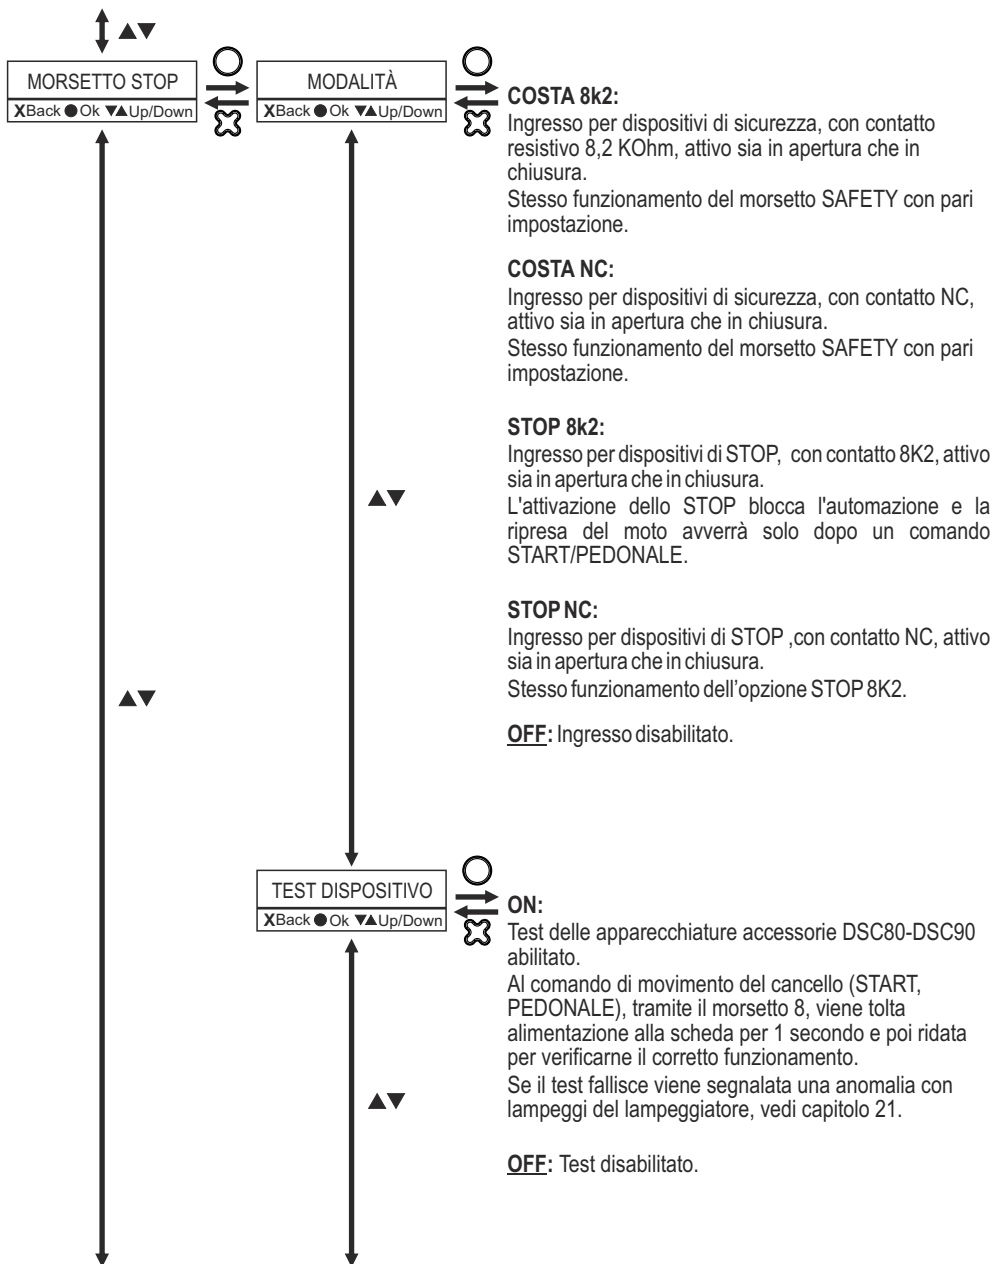 ▲▼
MORSETTO STOP
XBack ● Ok ▼▲Up/Down
MODALITÀ
XBack ● Ok ▼▲Up/Down
COSTA 8k2:
Ingresso per dispositivi di sicurezza, con contatto
resistivo 8,2 KOhm, attivo sia in apertura che in
chiusura.
Stesso funzionamento del morsetto SAFETY con pari
impostazione.
COSTA NC:
Ingresso per dispositivi di sicurezza, con contatto NC,
attivo sia in apertura che in chiusura.
Stesso funzionamento del morsetto SAFETY con pari
impostazione.
STOP 8k2:
Ingresso per dispositivi di STOP, con contatto 8K2, attivo
sia in apertura che in chiusura.
L'attivazione dello STOP blocca l'automazione e la
ripresa del moto avverrà solo dopo un comando
START/PEDONALE.
▲▼
STOP NC:
Ingresso per dispositivi di STOP ,con contatto NC, attivo
sia in apertura che in chiusura.
Stesso funzionamento dell’opzione STOP 8K2.
▲▼
OFF: Ingresso disabilitato.
TEST DISPOSITIVO
XBack ● Ok ▼▲Up/Down
ON:
Test delle apparecchiature accessorie DSC80-DSC90
abilitato.
Al comando di movimento del cancello (START,
PEDONALE), tramite il morsetto 8, viene tolta
alimentazione alla scheda per 1 secondo e poi ridata
per verificarne il corretto funzionamento.
Se il test fallisce viene segnalata una anomalia con
lampeggi del lampeggiatore, vedi capitolo 21.
▲▼
OFF: Test disabilitato.